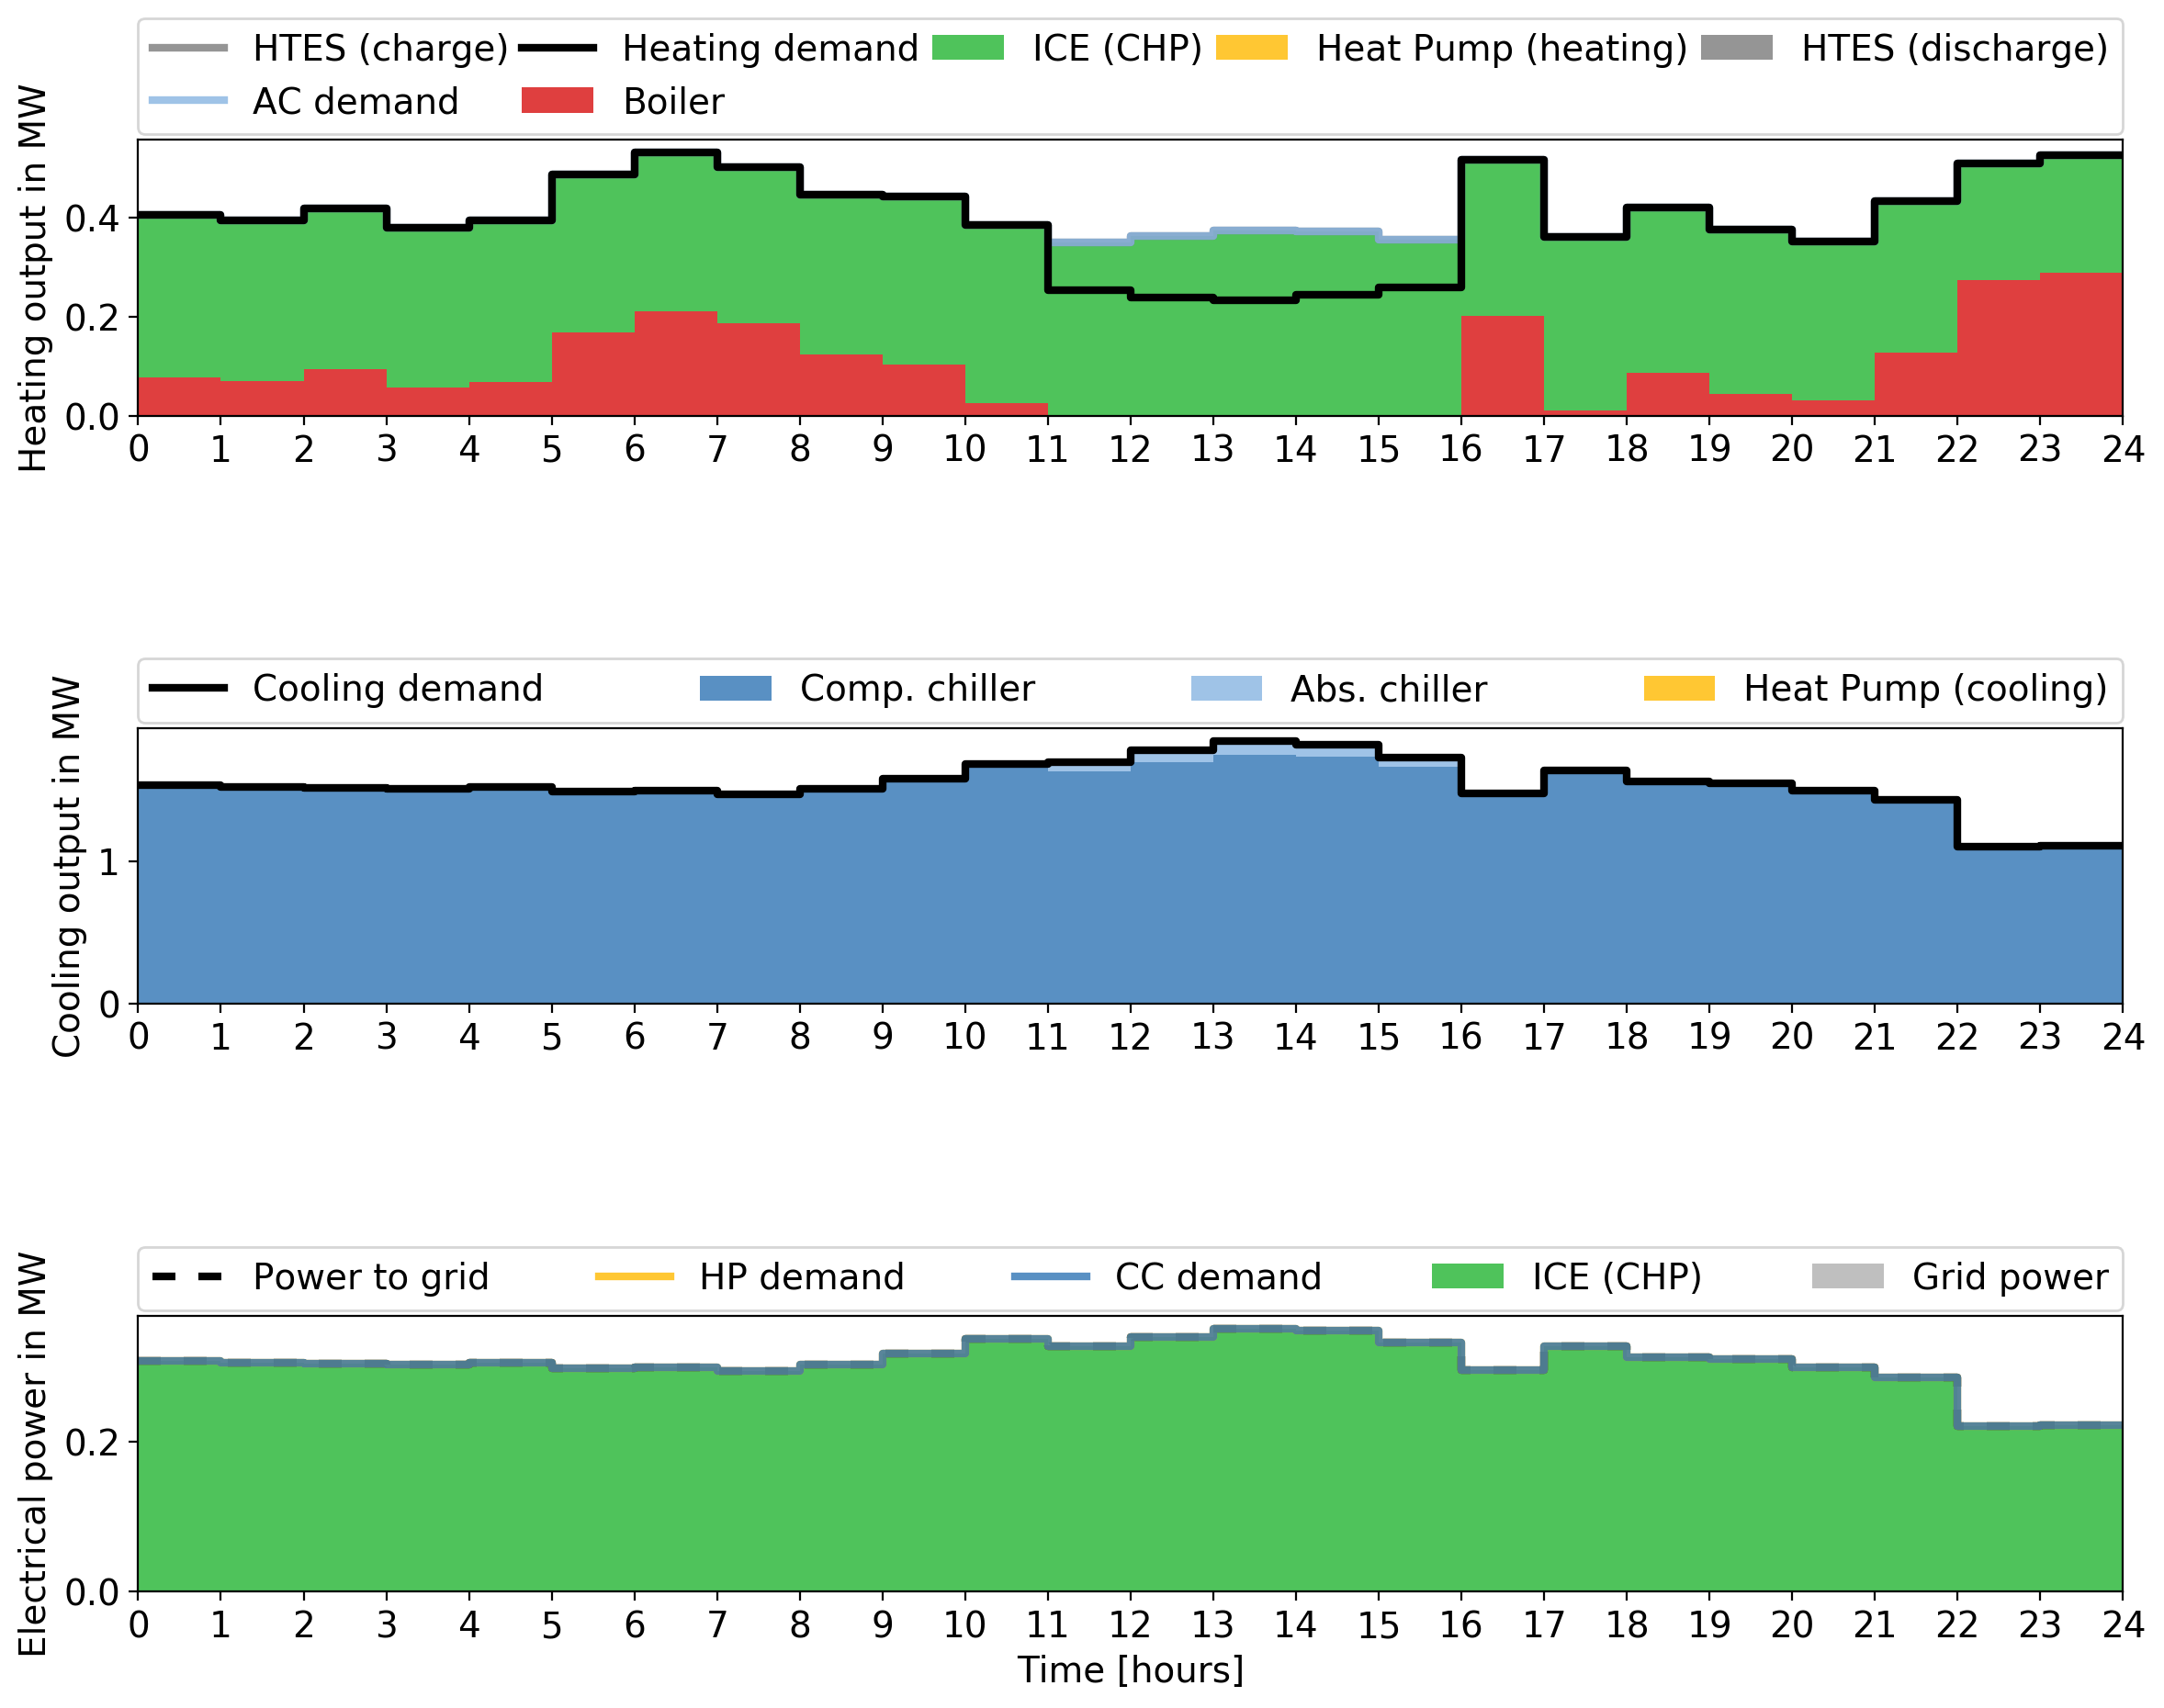 HTES (charge) Heating demand ICE (CHP) Heat Pump (heating) HTES (discharge)
AC demand Boiler
Heating output in MW
0.4
0.2
0.0
0 1 2 3 4 5 6 7 8 9 10 11 12 13 14 15 16 17 18 19 20 21 22 23 24
Cooling demand Comp. chiller Abs. chiller Heat Pump (cooling)
Cooling output in MW
1
0
0 1 2 3 4 5 6 7 8 9 10 11 12 13 14 15 16 17 18 19 20 21 22 23 24
Power to grid HP demand CC demand ICE (CHP) Grid power
Electrical power in MW
0.2
0.0
0 1 2 3 4 5 6 7 8 9 10 11 12 13 14 15 16 17 18 19 20 21 22 23 24
Time [hours]